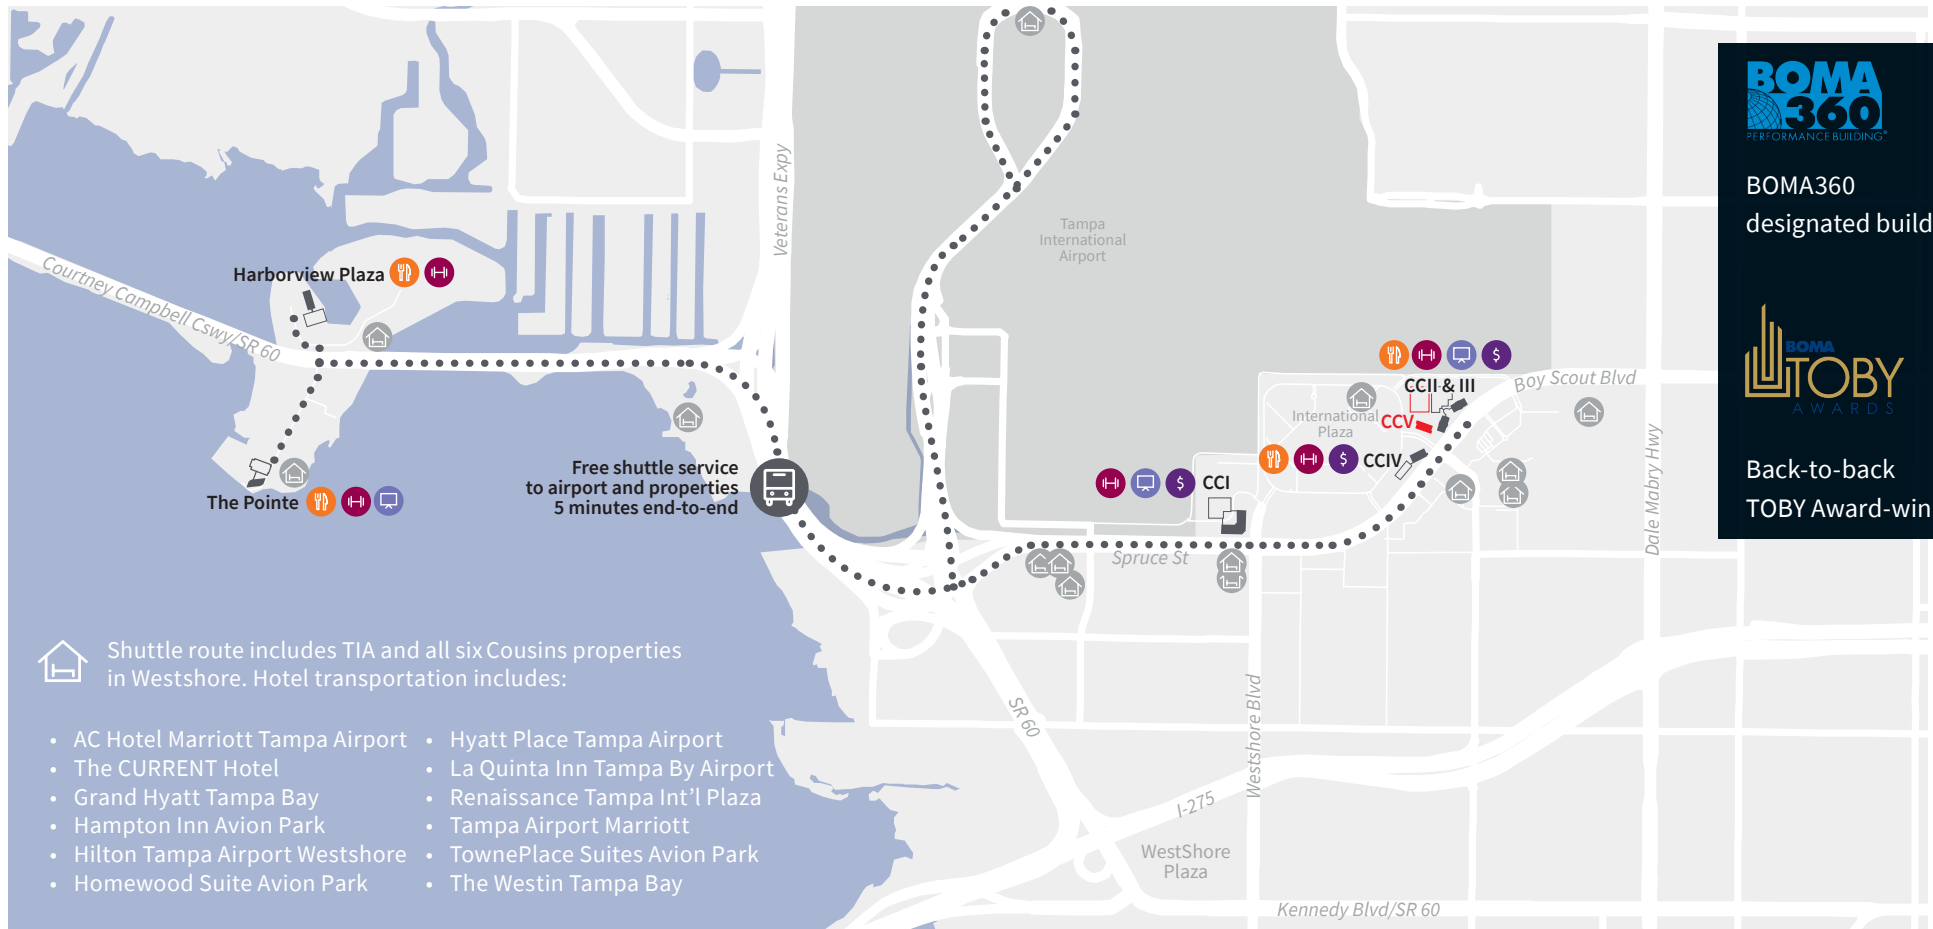 BOMA
360
PERFORMANCE BUILDING®
BOMA360
designated build
BOMA
TOBY
AWARDS
Back-to-back
TOBY Award-win
Veterans Expy
Tampa
International
Airport
Courtney Campbell Cswy/SR 60
Harborview Plaza
The Pointe
Free shuttle service
to airport and properties
5 minutes end-to-end
CCII & III
Boy Scout Blvd
International
Plaza
CCV
CCIV
CCI
Spruce St
Dale Mabry Hwy
Westshore Blvd
SR 60
I-275
WestShore
Plaza
Kennedy Blvd/SR 60
Shuttle route includes TIA and all six Cousins properties
in Westshore. Hotel transportation includes:
• AC Hotel Marriott Tampa Airport
• The CURRENT Hotel
• Grand Hyatt Tampa Bay
• Hampton Inn Avion Park
• Hilton Tampa Airport Westshore
• Homewood Suite Avion Park
• Hyatt Place Tampa Airport
• La Quinta Inn Tampa By Airport
• Renaissance Tampa Int’l Plaza
• Tampa Airport Marriott
• TownePlace Suites Avion Park
• The Westin Tampa Bay